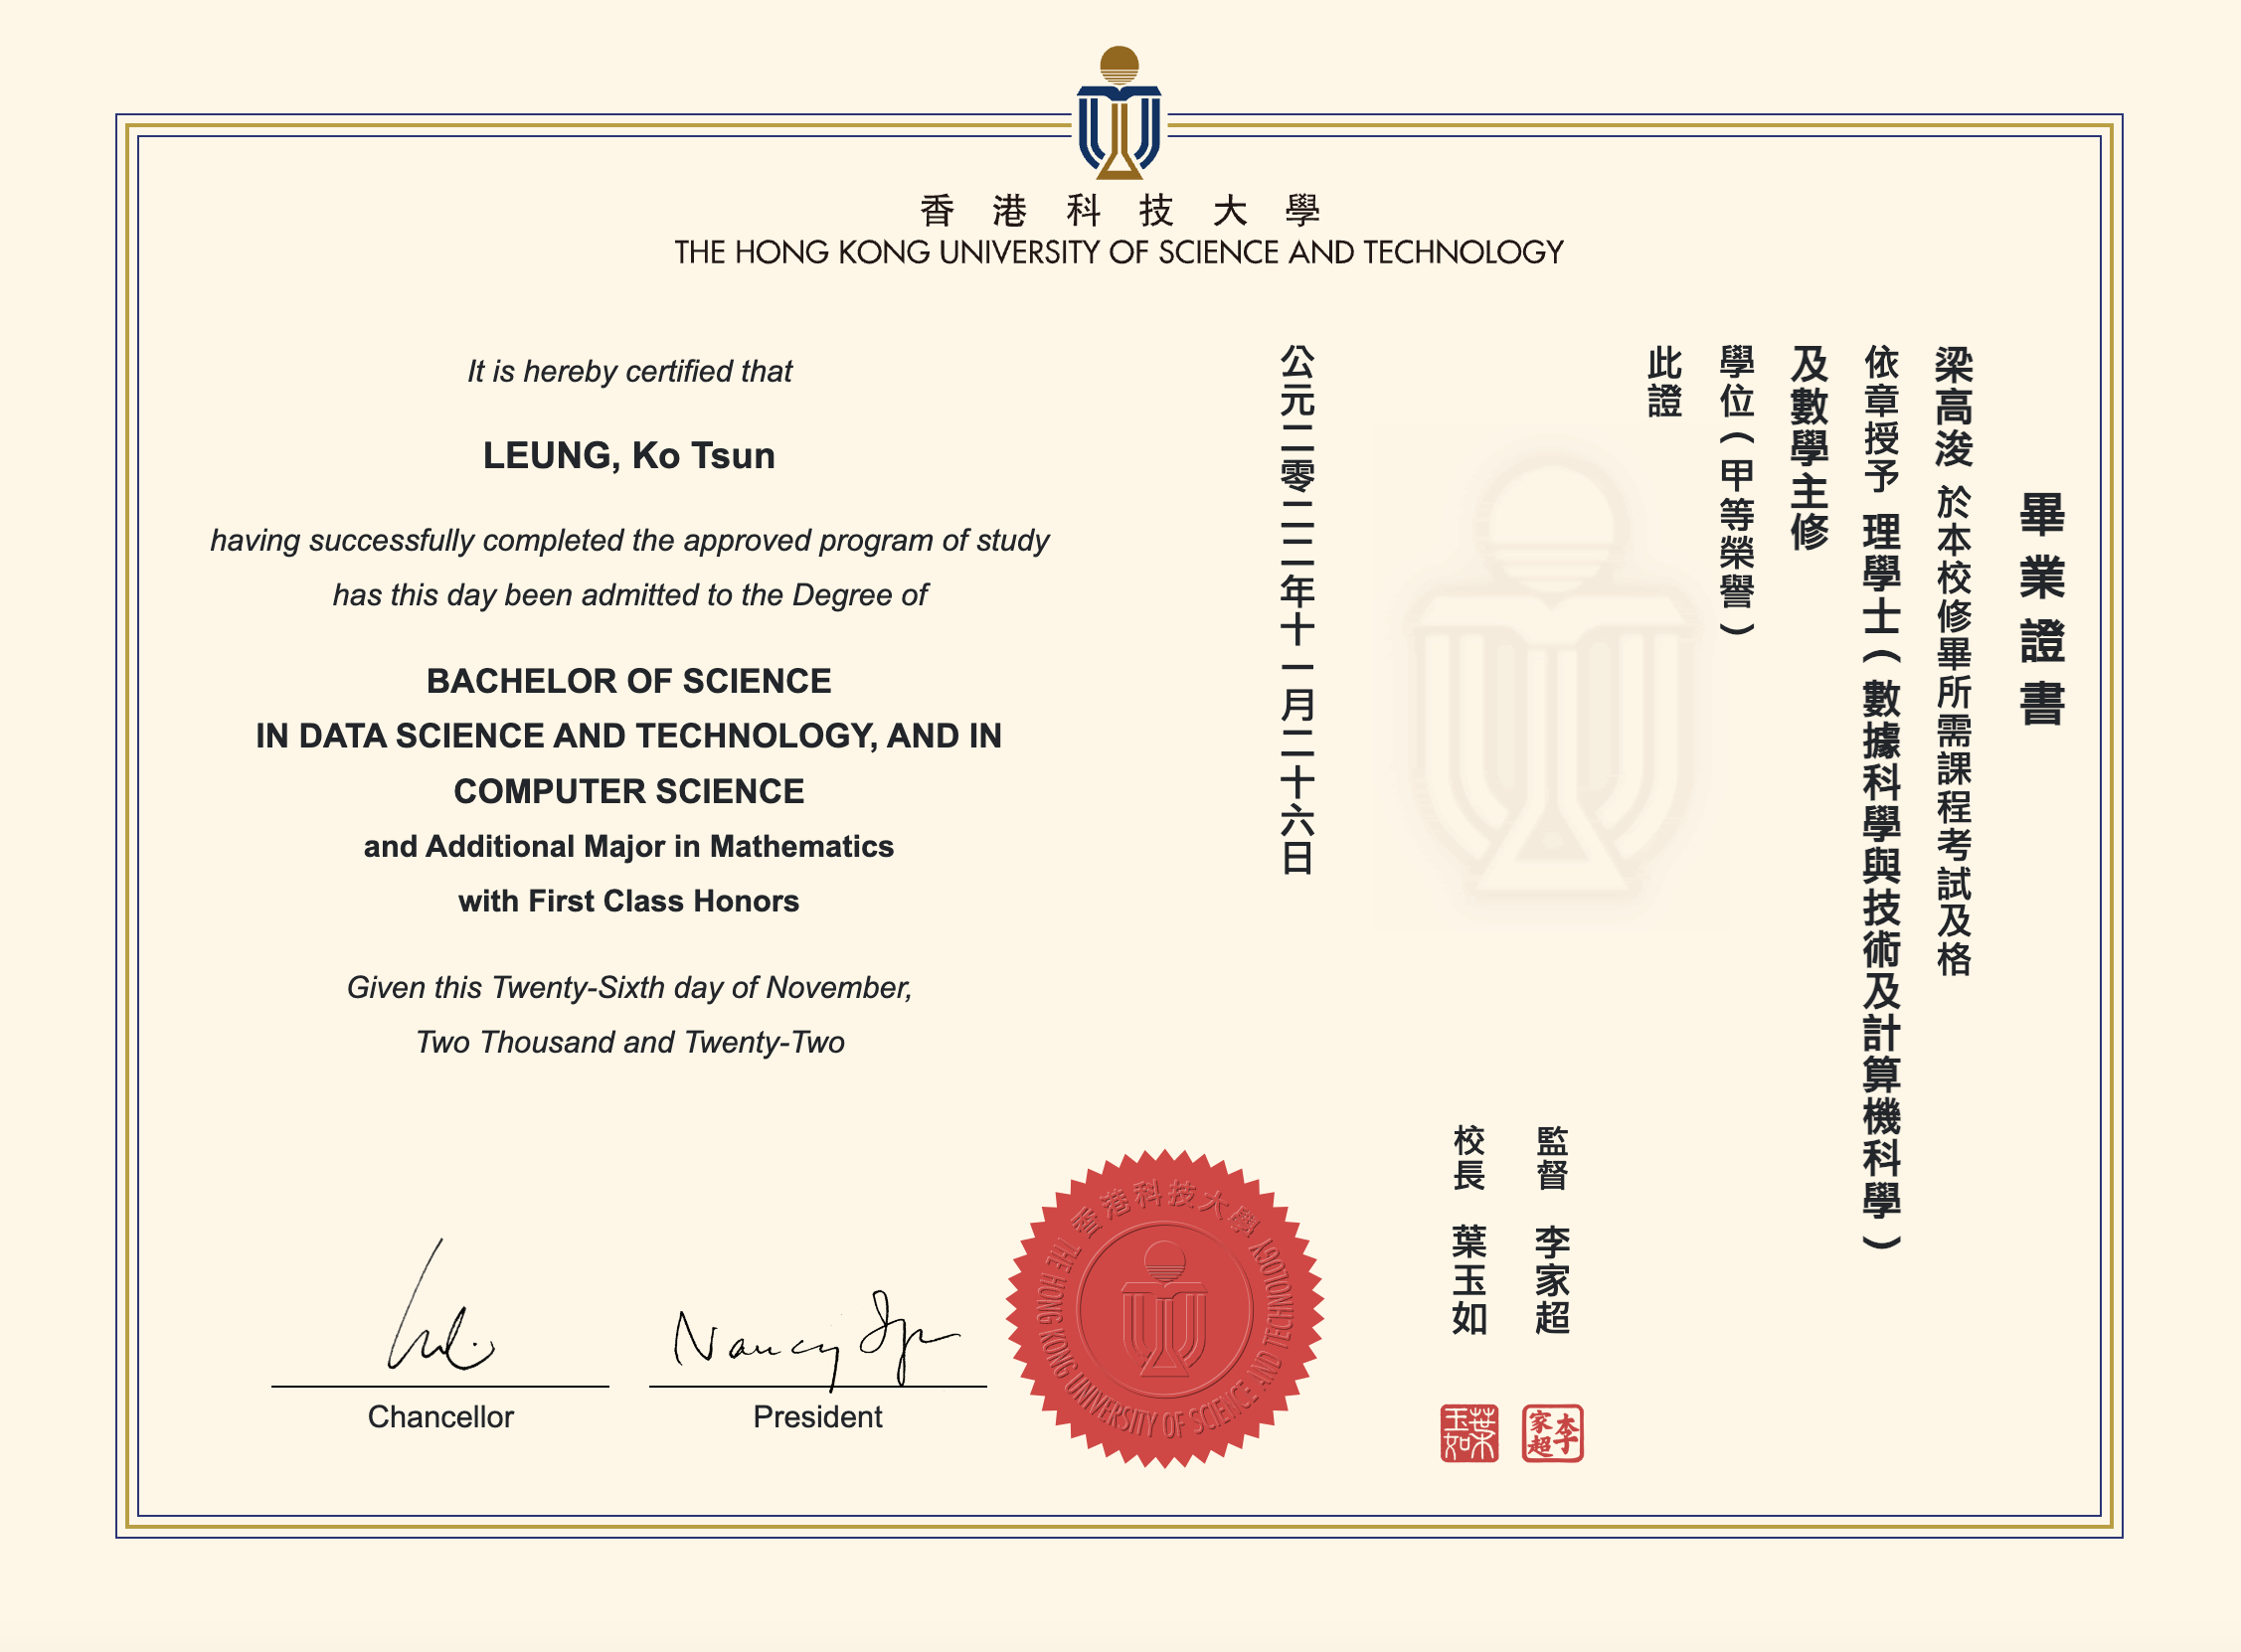 香港科技大學
THE HONG KONG UNIVERSITY OF SCIENCE AND TECHNOLOGY
It is hereby certified that
LEUNG, Ko Tsun
having successfully completed the approved program of study
has this day been admitted to the Degree of
BACHELOR OF SCIENCE
IN DATA SCIENCE AND TECHNOLOGY, AND IN
COMPUTER SCIENCE
and Additional Major in Mathematics
with First Class Honors
Given this Twenty-Sixth day of November,
Two Thousand and Twenty-Two
Chancellor
Nancy Ip
President
香港科技大學
THE HONG KONG UNIVERSITY OF SCIENCE AND TECHNOLOGY
畢業證書
梁高浚 於本校修畢所需課程考試及格
依章授予 理學士（數據科學與技術及計算機科學）
及數學主修
學位（甲等榮譽）
此證
公元二零二二年十一月二十六日
監督 李家超
校長 葉玉如
李家超
葉玉如